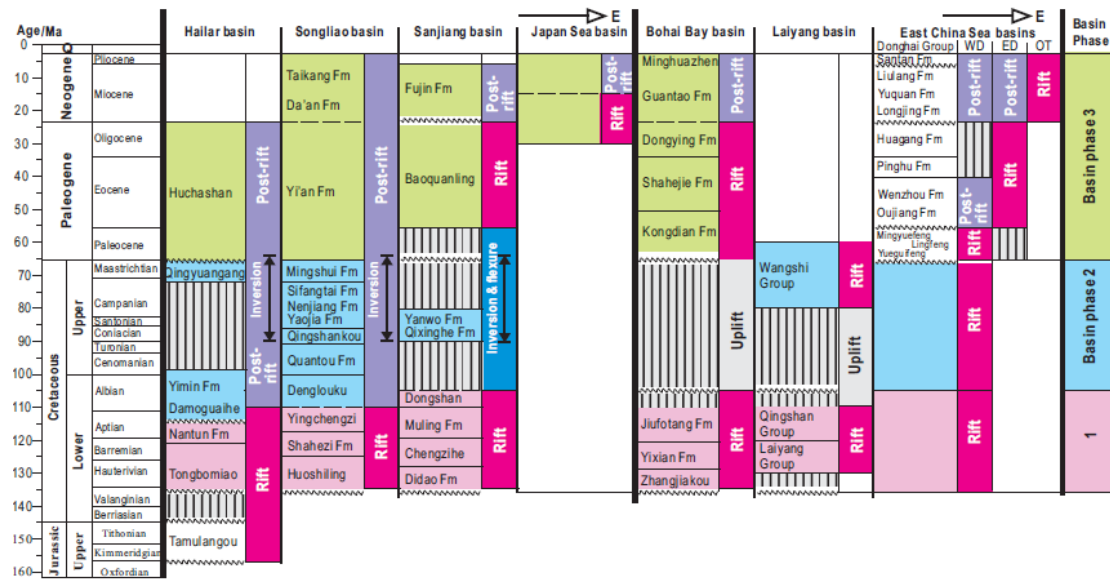 E
E
Age/Ma
Hailar basin
Songliao basin
Sanjiang basin
Japan Sea basin
Bohai Bay basin
Laiyang basin
East China Sea basins
Basin
Phase
Donghai Group
WD
ED
OT
0
10
20
30
40
50
60
70
80
90
100
110
120
130
140
150
160
Q
Neogene
Paleogene
Cretaceous
Jurassic
Upper
Lower
Upper
Pliocene
Miocene
Oligocene
Eocene
Paleocene
Maastrichtian
Campanian
Santonian
Coniacian
Turonian
Cenomanian
Albian
Aptian
Barremian
Hauterivian
Valanginian
Berriasian
Tithonian
Kimmeridgian
Oxfordian
Huchashan
Qingyuangang
Yimin Fm
Damoguaihe
Nantun Fm
Tongbomiao
Tamulangou
Post-rift
Inversion
Post-rift
Rift
Taikang Fm
Da'an Fm
Yi'an Fm
Mingshui Fm
Sifangtai Fm
Nenjiang Fm
Yaojia Fm
Qingshankou
Quantou Fm
Denglouku
Yingchengzi
Shahezi Fm
Huoshiling
Post-rift
Inversion
Rift
Fujin Fm
Baoquanling
Yanwo Fm
Qixinghe Fm
Dongshan
Muling Fm
Chengzihe
Didao Fm
Post-rift
Rift
Inversion & flexure
Rift
Post-rift
Rift
Minghuazhen
Guantao Fm
Dongying Fm
Shahejie Fm
Kongdian Fm
Jiufotang Fm
Yixian Fm
Zhangjiakou
Post-rift
Rift
Uplift
Rift
Wangshi
Group
Qingshan
Group
Laiyang
Group
Rift
Uplift
Rift
Santan Fm
Liulang Fm
Yuquan Fm
Longjing Fm
Huagang Fm
Pinghu Fm
Wenzhou Fm
Oujiang Fm
Mingyuefeng
Lingfeng
Yueguifeng
Post-rift
Post-rift
Rift
Rift
Post-rift
Rift
Rift
Rift
Basin phase 3
Basin phase 2
1